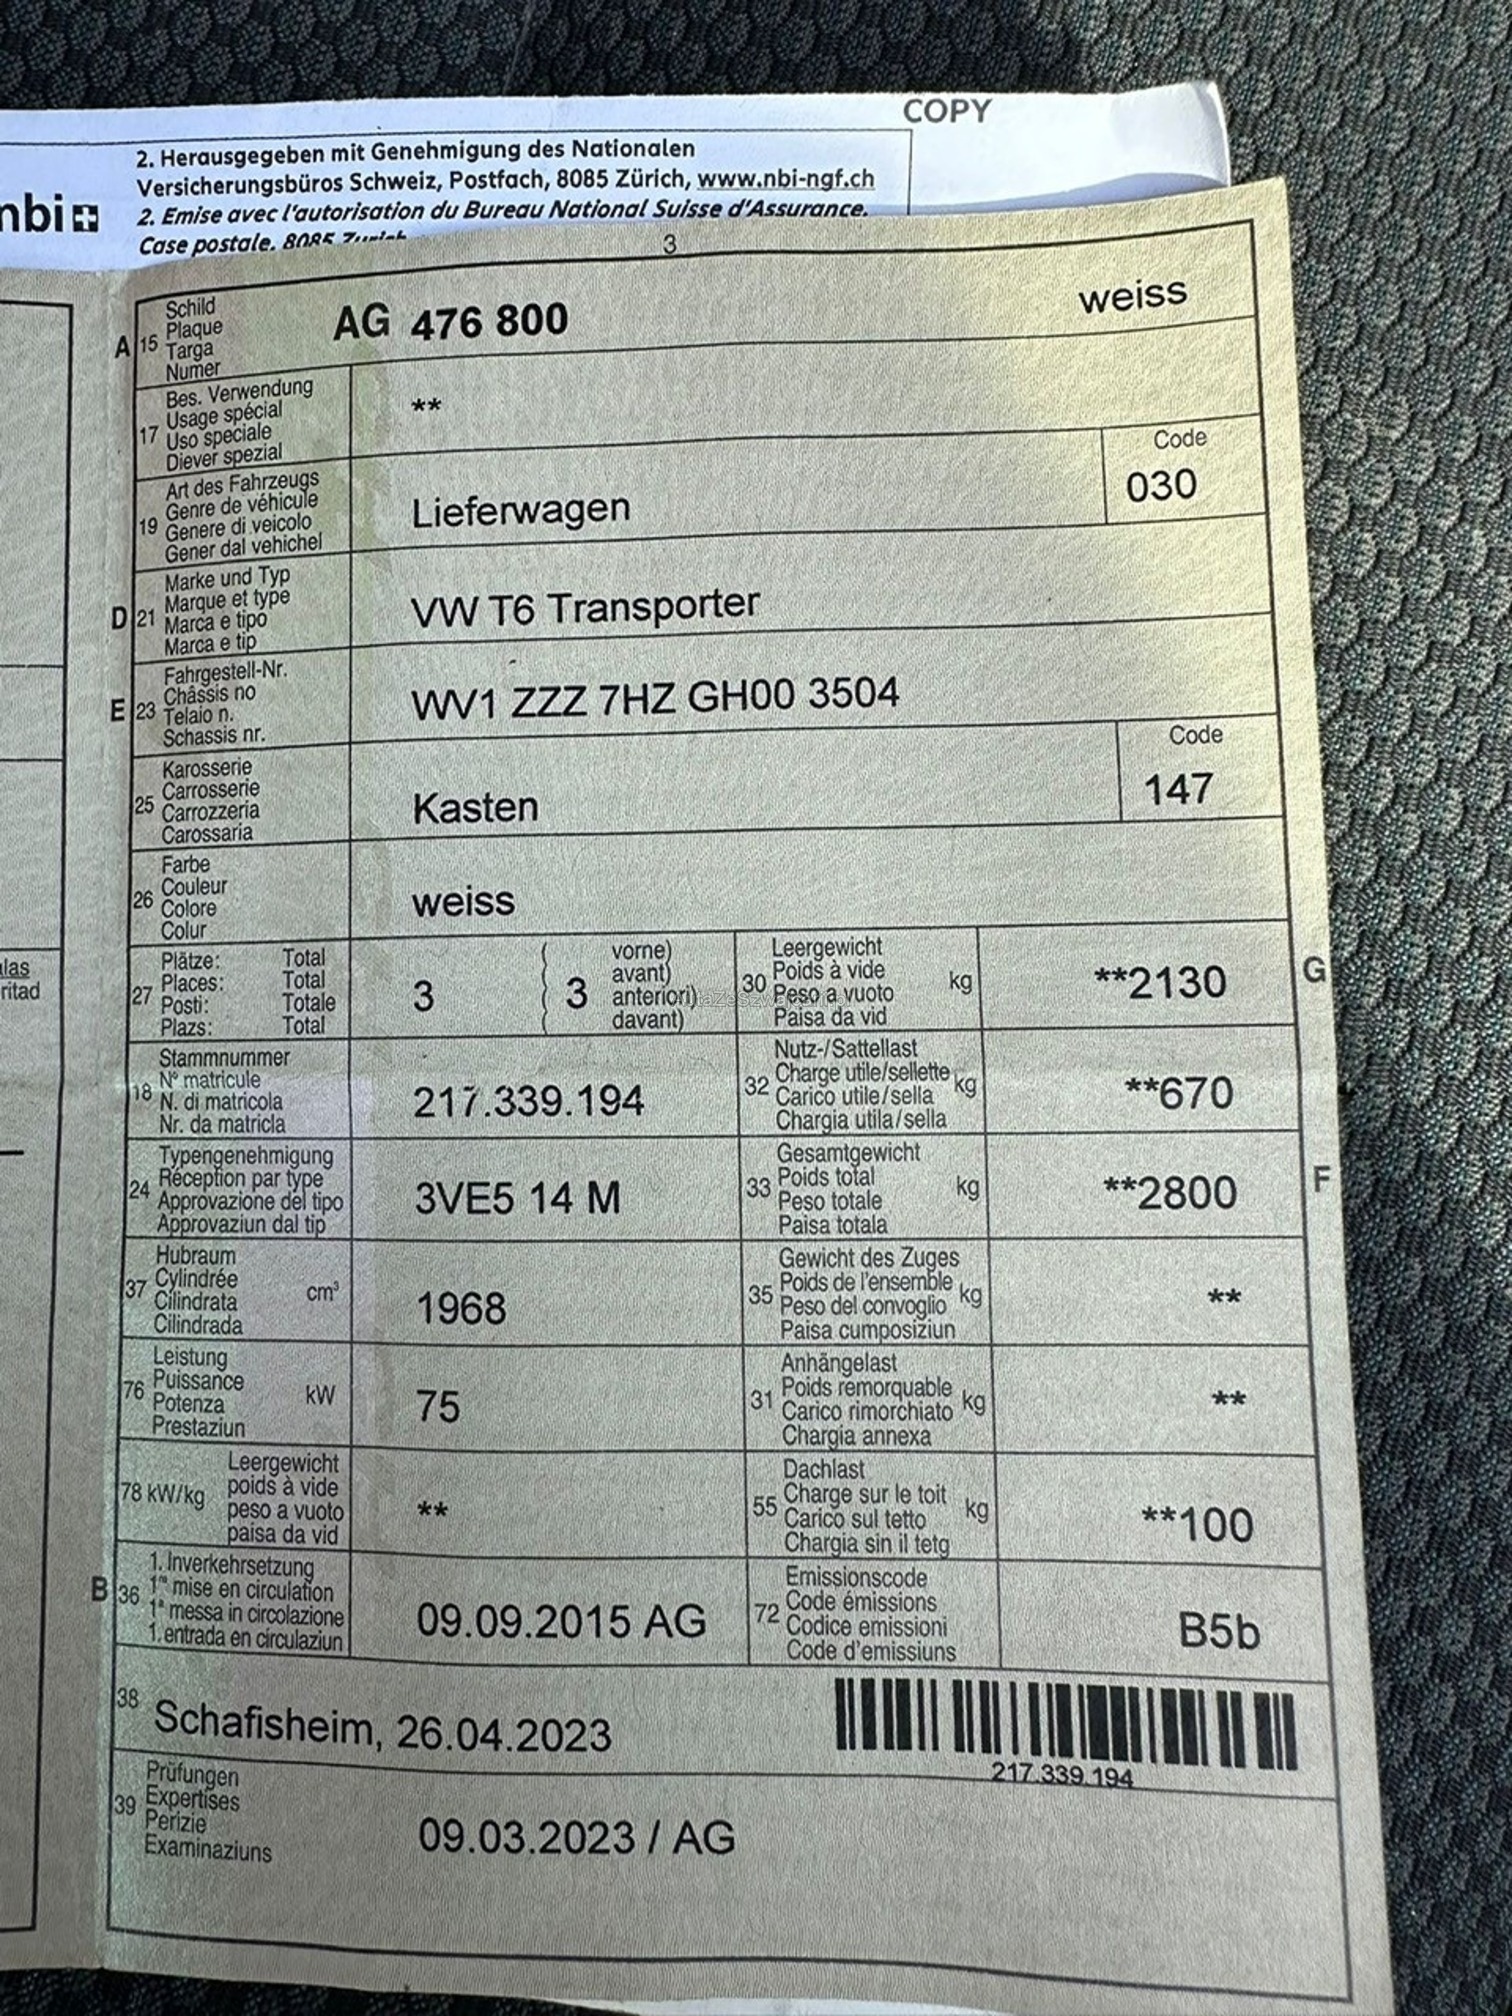 COPY
nbi
2. Herausgegeben mit Genehmigung des Nationalen
Versicherungsbüros Schweiz, Postfach, 8085 Zürich, www.nbi-ngf.ch
2. Emise avec l'autorisation du Bureau National Suisse d'Assurance.
Case postale. 8085 Zurich
3
A 15 Schild
Plaque
Targa
Numer
AG 476 800
weiss
17 Bes. Verwendung
Usage spécial
Uso speciale
Diever spezial
**
19 Art des Fahrzeugs
Genre de véhicule
Genere di veicolo
Gener dal vehichel
Lieferwagen
Code
030
D 21 Marke und Typ
Marque et type
Marca e tipo
Marca e tip
VW T6 Transporter
E 23 Fahrgestell-Nr.
Châssis no
Telaio n.
Schassis nr.
WV1 ZZZ 7HZ GH00 3504
25 Karosserie
Carrosserie
Carrozzeria
Carossaria
Kasten
Code
147
26 Farbe
Couleur
Colore
Colur
weiss
27 Plätze: Total
Places: Total
Posti: Totale
Plazs: Total
3
3
vorne)
avant)
anteriori)
davant)
30 Leergewicht
Poids à vide
Peso a vuoto
Paisa da vid
kg
**2130
G
18 Stammnummer
N° matricule
N. di matricola
Nr. da matricla
217.339.194
32 Nutz-/Sattellast
Charge utile/sellette
Carico utile/sella
Chargia utila/sella
kg
**670
24 Typengenehmigung
Réception par type
Approvazione del tipo
Approvaziun dal tip
3VE5 14 M
33 Gesamtgewicht
Poids total
Peso totale
Paisa totala
kg
**2800
F
37 Hubraum
Cylindrée
Cilindrata
Cilindrada
cm³
1968
35 Gewicht des Zuges
Poids de l'ensemble
Peso del convoglio
Paisa cumposiziun
kg
**
76 Leistung
Puissance
Potenza
Prestaziun
kW
75
31 Anhängelast
Poids remorquable
Carico rimorchiato
Chargia annexa
kg
**
78 kW/kg
Leergewicht
poids à vide
peso a vuoto
paisa da vid
**
55 Dachlast
Charge sur le toit
Carico sul tetto
Chargia sin il tetg
kg
**100
B 36 1. Inverkehrsetzung
1re mise en circulation
1a messa in circolazione
1. entrada en circulaziun
09.09.2015 AG
72 Emissionscode
Code émissions
Codice emissioni
Code d'emissiuns
B5b
38
Schafisheim, 26.04.2023
217.339.194
39 Prüfungen
Expertises
Perizie
Examinaziuns
09.03.2023 / AG